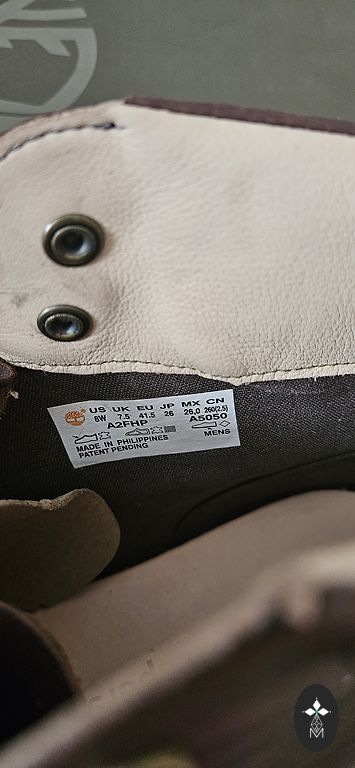 US UK EU JP MX CN
8W 7.5 41.5 26 26.0 260(2.5)
A2FHP A5050
MENS
MADE IN PHILIPPINES
PATENT PENDING
M